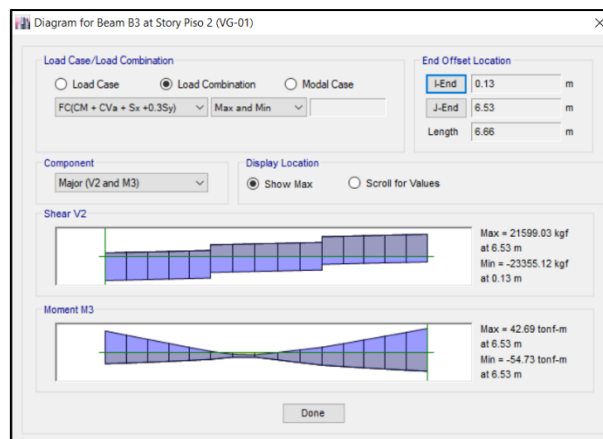 Diagram for Beam B3 at Story Piso 2 (VG-01)
Load Case/Load Combination
Load Case
Load Combination
Modal Case
FC(CM + CVa + Sx +0.3Sy)
Max and Min
End Offset Location
I-End
0.13
m
J-End
6.53
m
Length
6.66
m
Component
Major (V2 and M3)
Display Location
Show Max
Scroll for Values
Shear V2
Max = 21599.03 kgf
at 6.53 m
Min = -23355.12 kgf
at 0.13 m
Moment M3
Max = 42.69 tonf-m
at 6.53 m
Min = -54.73 tonf-m
at 6.53 m
Done